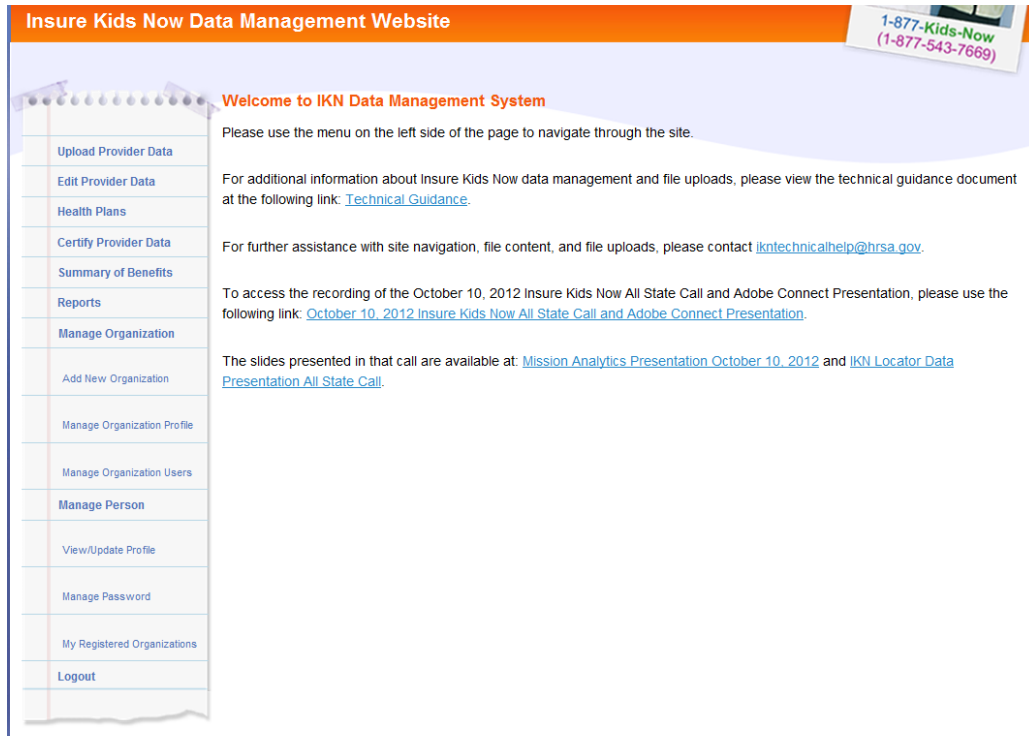 Insure Kids Now Data Management Website
1-877-Kids-Now
(1-877-543-7669)
Upload Provider Data
Edit Provider Data
Health Plans
Certify Provider Data
Summary of Benefits
Reports
Manage Organization
Add New Organization
Manage Organization Profile
Manage Organization Users
Manage Person
View/Update Profile
Manage Password
My Registered Organizations
Logout
Welcome to IKN Data Management System
Please use the menu on the left side of the page to navigate through the site.
For additional information about Insure Kids Now data management and file uploads, please view the technical guidance document
at the following link: Technical Guidance.
For further assistance with site navigation, file content, and file uploads, please contact ikntechnicalhelp@hrsa.gov.
To access the recording of the October 10, 2012 Insure Kids Now All State Call and Adobe Connect Presentation, please use the
following link: October 10, 2012 Insure Kids Now All State Call and Adobe Connect Presentation.
The slides presented in that call are available at: Mission Analytics Presentation October 10, 2012 and IKN Locator Data
Presentation All State Call.